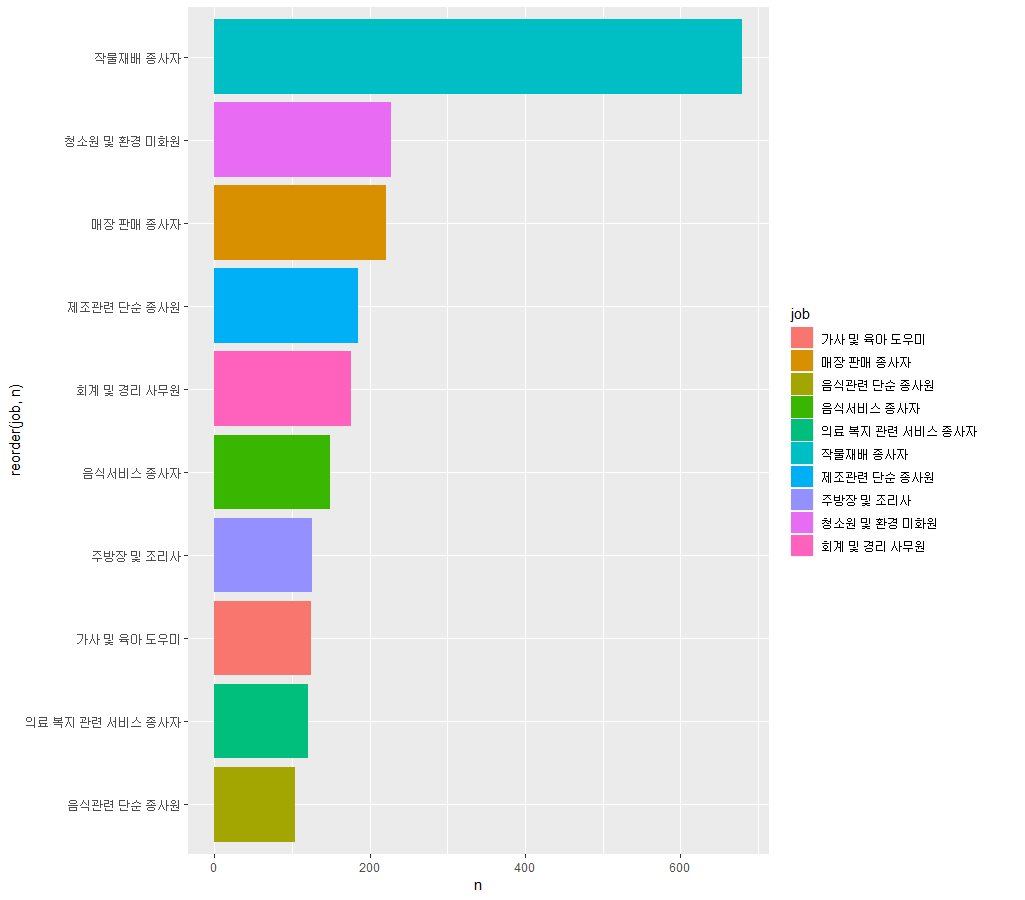 작물재배 종사자
청소원 및 환경 미화원
매장 판매 종사자
제조관련 단순 종사원
회계 및 경리 사무원
음식서비스 종사자
주방장 및 조리사
가사 및 육아 도우미
의료 복지 관련 서비스 종사자
음식관련 단순 종사원
reorder(job, n)
0 200 400 600
n
job
가사 및 육아 도우미
매장 판매 종사자
음식관련 단순 종사원
음식서비스 종사자
의료 복지 관련 서비스 종사자
작물재배 종사자
제조관련 단순 종사원
주방장 및 조리사
청소원 및 환경 미화원
회계 및 경리 사무원